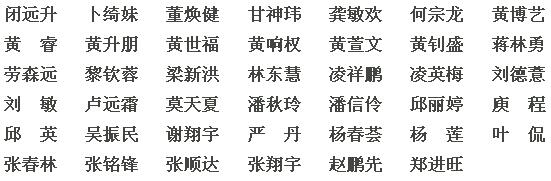 闭远升 卜绮妹 董焕健 甘神玮 龚敏欢 何宗龙 黄博艺
黄 睿 黄升朋 黄世福 黄响权 黄萱文 黄钊盛 蒋林勇
劳森远 黎钦蓉 梁新洪 林东慧 凌祥鹏 凌英梅 刘德薏
刘 敏 卢远霜 莫天夏 潘秋玲 潘信伶 邱丽婷 庾 程
邱 英 吴振民 谢翔宇 严 丹 杨春荟 杨 莲 叶 侃
张春林 张铭锋 张顺达 张翔宇 赵鹏先 郑进旺